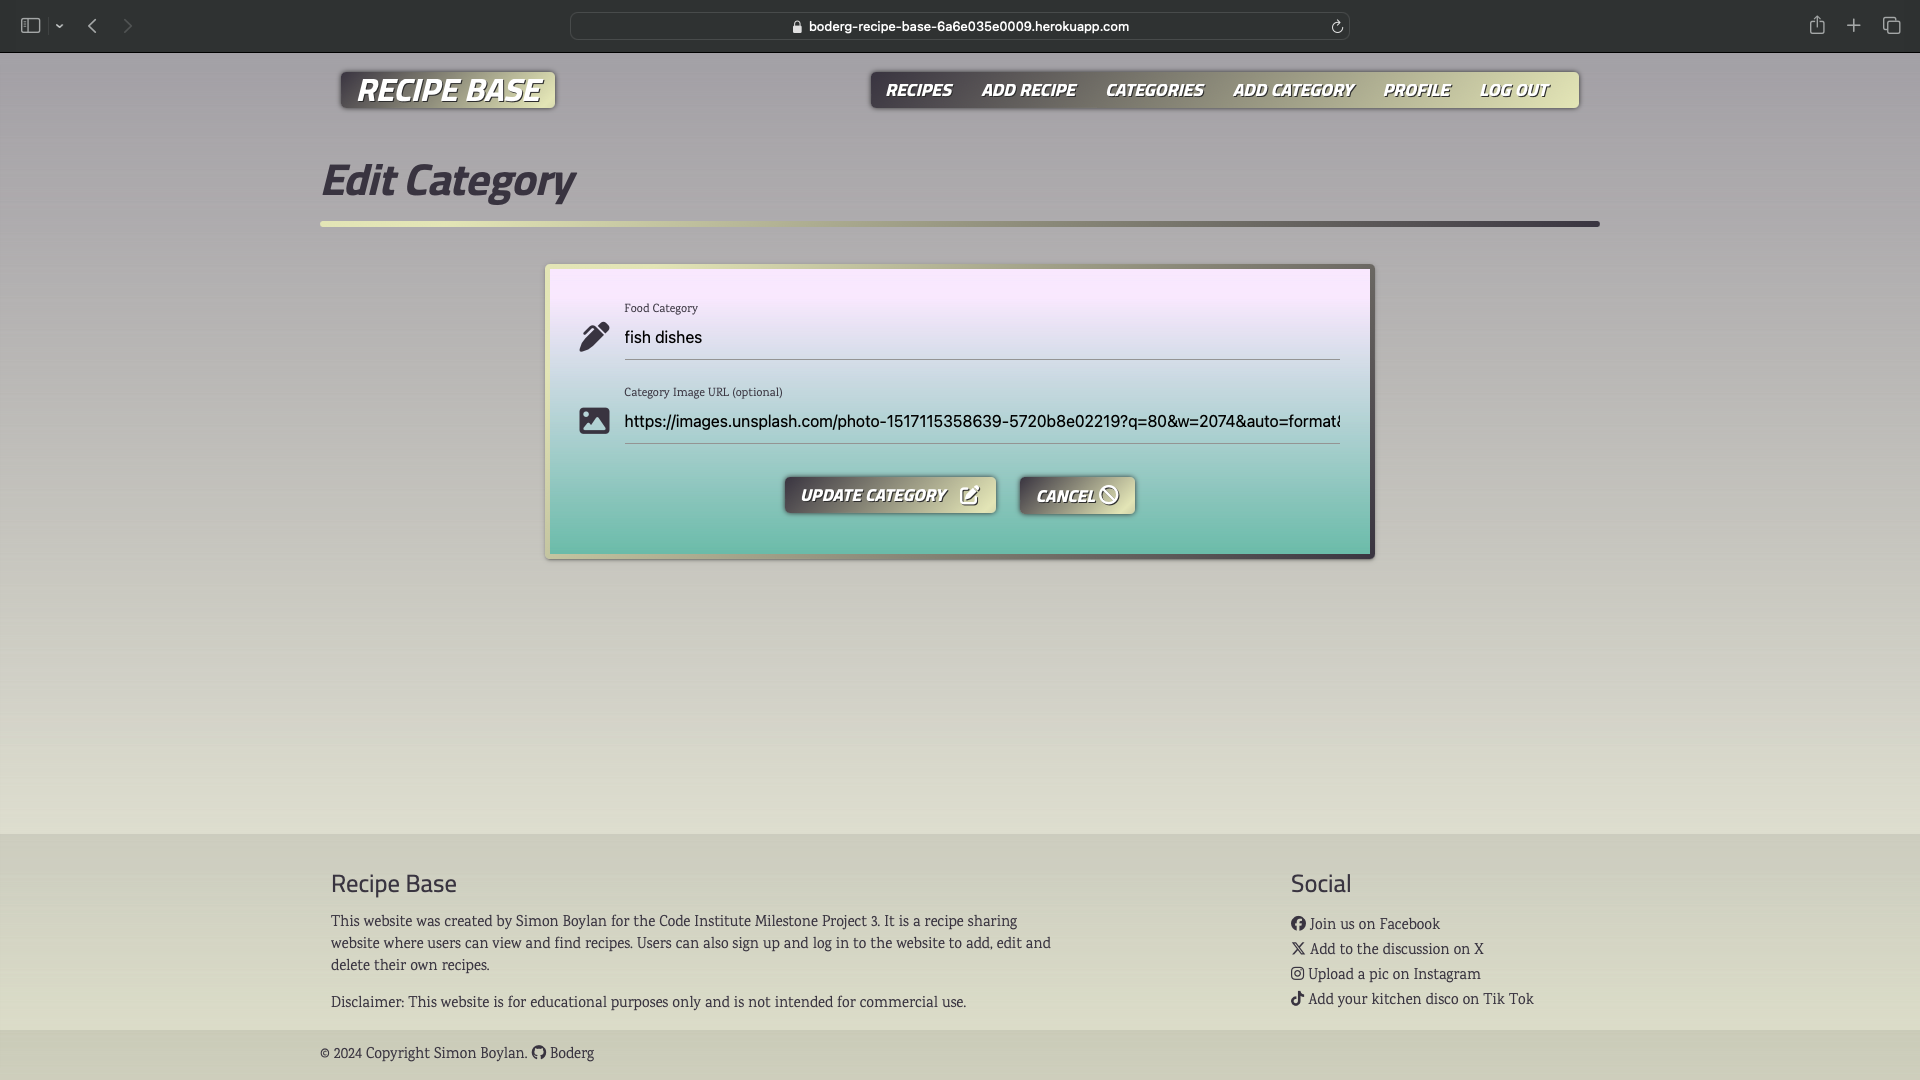 boderg-recipe-base-6a6e035e0009.herokuapp.com
RECIPE BASE
RECIPES ADD RECIPE CATEGORIES ADD CATEGORY PROFILE LOG OUT
Edit Category
Food Category
fish dishes
Category Image URL (optional)
https://images.unsplash.com/photo-1517115358639-5720b8e02219?q=80&w=2074&auto=format&
UPDATE CATEGORY
CANCEL
Recipe Base
This website was created by Simon Boylan for the Code Institute Milestone Project 3. It is a recipe sharing
website where users can view and find recipes. Users can also sign up and log in to the website to add, edit and
delete their own recipes.
Disclaimer: This website is for educational purposes only and is not intended for commercial use.
Social
Join us on Facebook
Add to the discussion on X
Upload a pic on Instagram
Add your kitchen disco on Tik Tok
© 2024 Copyright Simon Boylan. Boderg